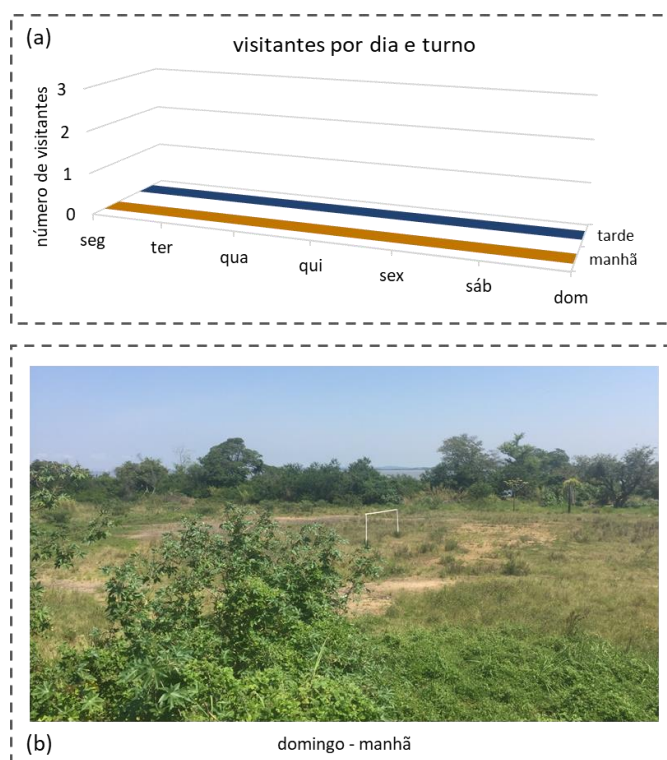 (a)
visitantes por dia e turno
número de visitantes
3
2
1
0
seg
ter
qua
qui
sex
sáb
dom
tarde
manhã
(b)
domingo - manhã